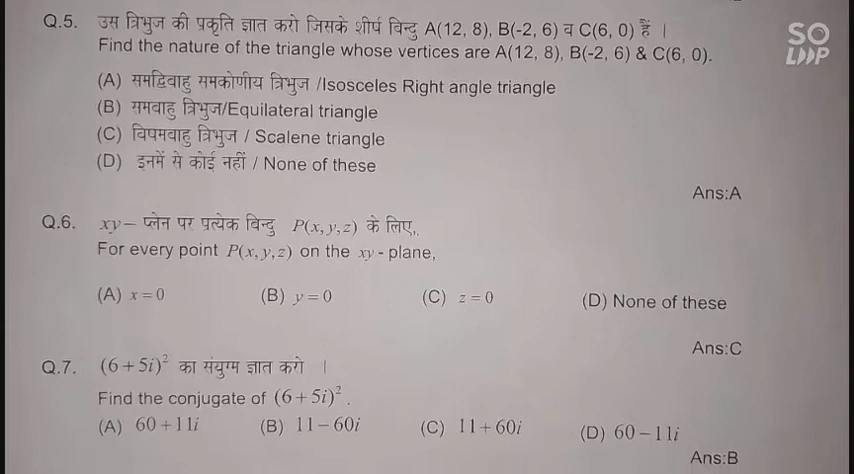 Q.5. उस त्रिभुज की प्रकृति ज्ञात करो जिसके शीर्ष विन्दु A(12, 8), B(-2, 6) व C(6, 0) हैं ।
Find the nature of the triangle whose vertices are A(12, 8), B(-2, 6) & C(6, 0).
SO
LOOP
(A) समद्विवाहु समकोणीय त्रिभुज /Isosceles Right angle triangle
(B) समवाहु त्रिभुज/Equilateral triangle
(C) विषमवाहु त्रिभुज / Scalene triangle
(D) इनमें से कोई नहीं / None of these
Ans:A
Q.6. xy – प्लेन पर प्रत्येक विन्दु P(x, y, z) के लिए,.
For every point P(x, y, z) on the xy - plane,
(A) x = 0 (B) y = 0 (C) z = 0 (D) None of these
Ans:C
Q.7. (6 + 5i)² का संयुग्म ज्ञात करो ।
Find the conjugate of (6 + 5i)².
(A) 60 + 11i (B) 11 – 60i (C) 11 + 60i (D) 60 – 11i
Ans:B